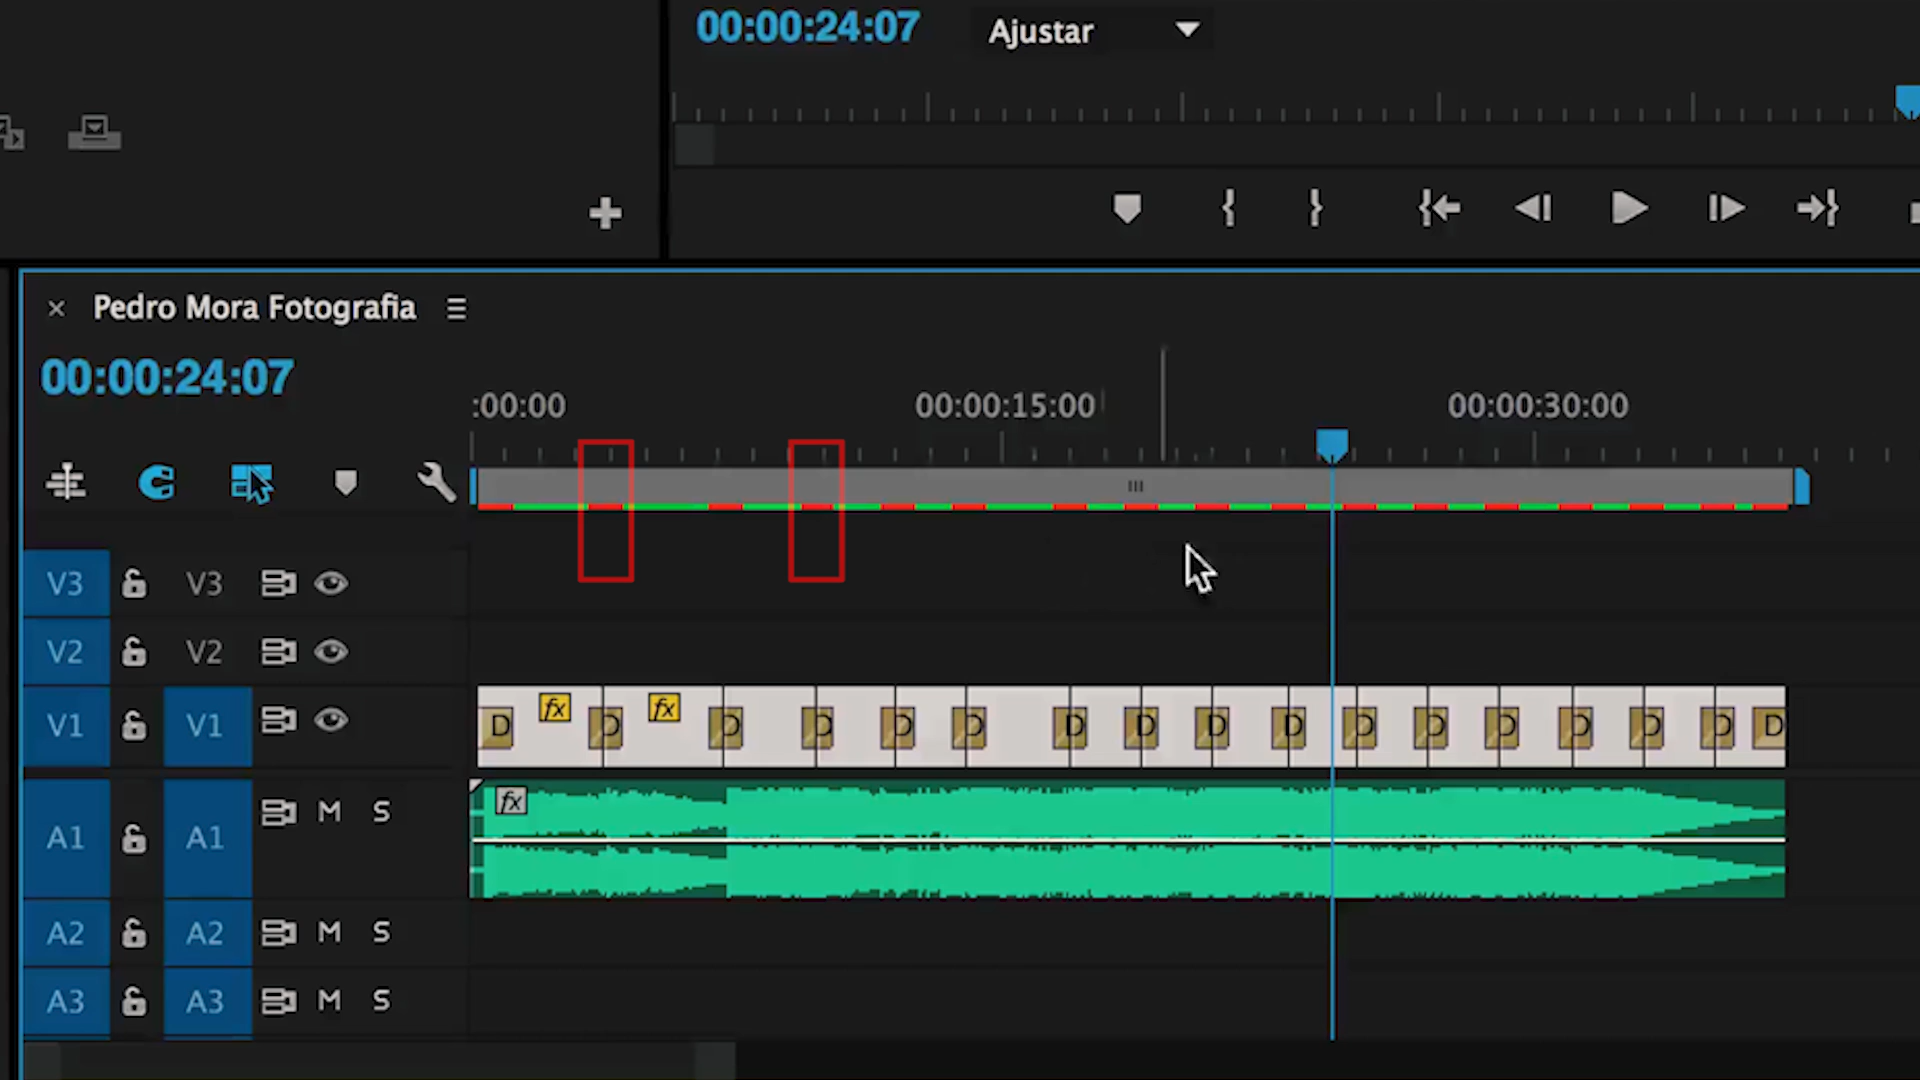 00:00:24:07 Ajustar
Pedro Mora Fotografia
00:00:24:07
:00:00 00:00:15:00 00:00:30:00
V3 V3
V2 V2
V1 V1 D fx D fx D D D D D D D D D D D D D D D
A1 A1 M S fx
A2 A2 M S
A3 A3 M S